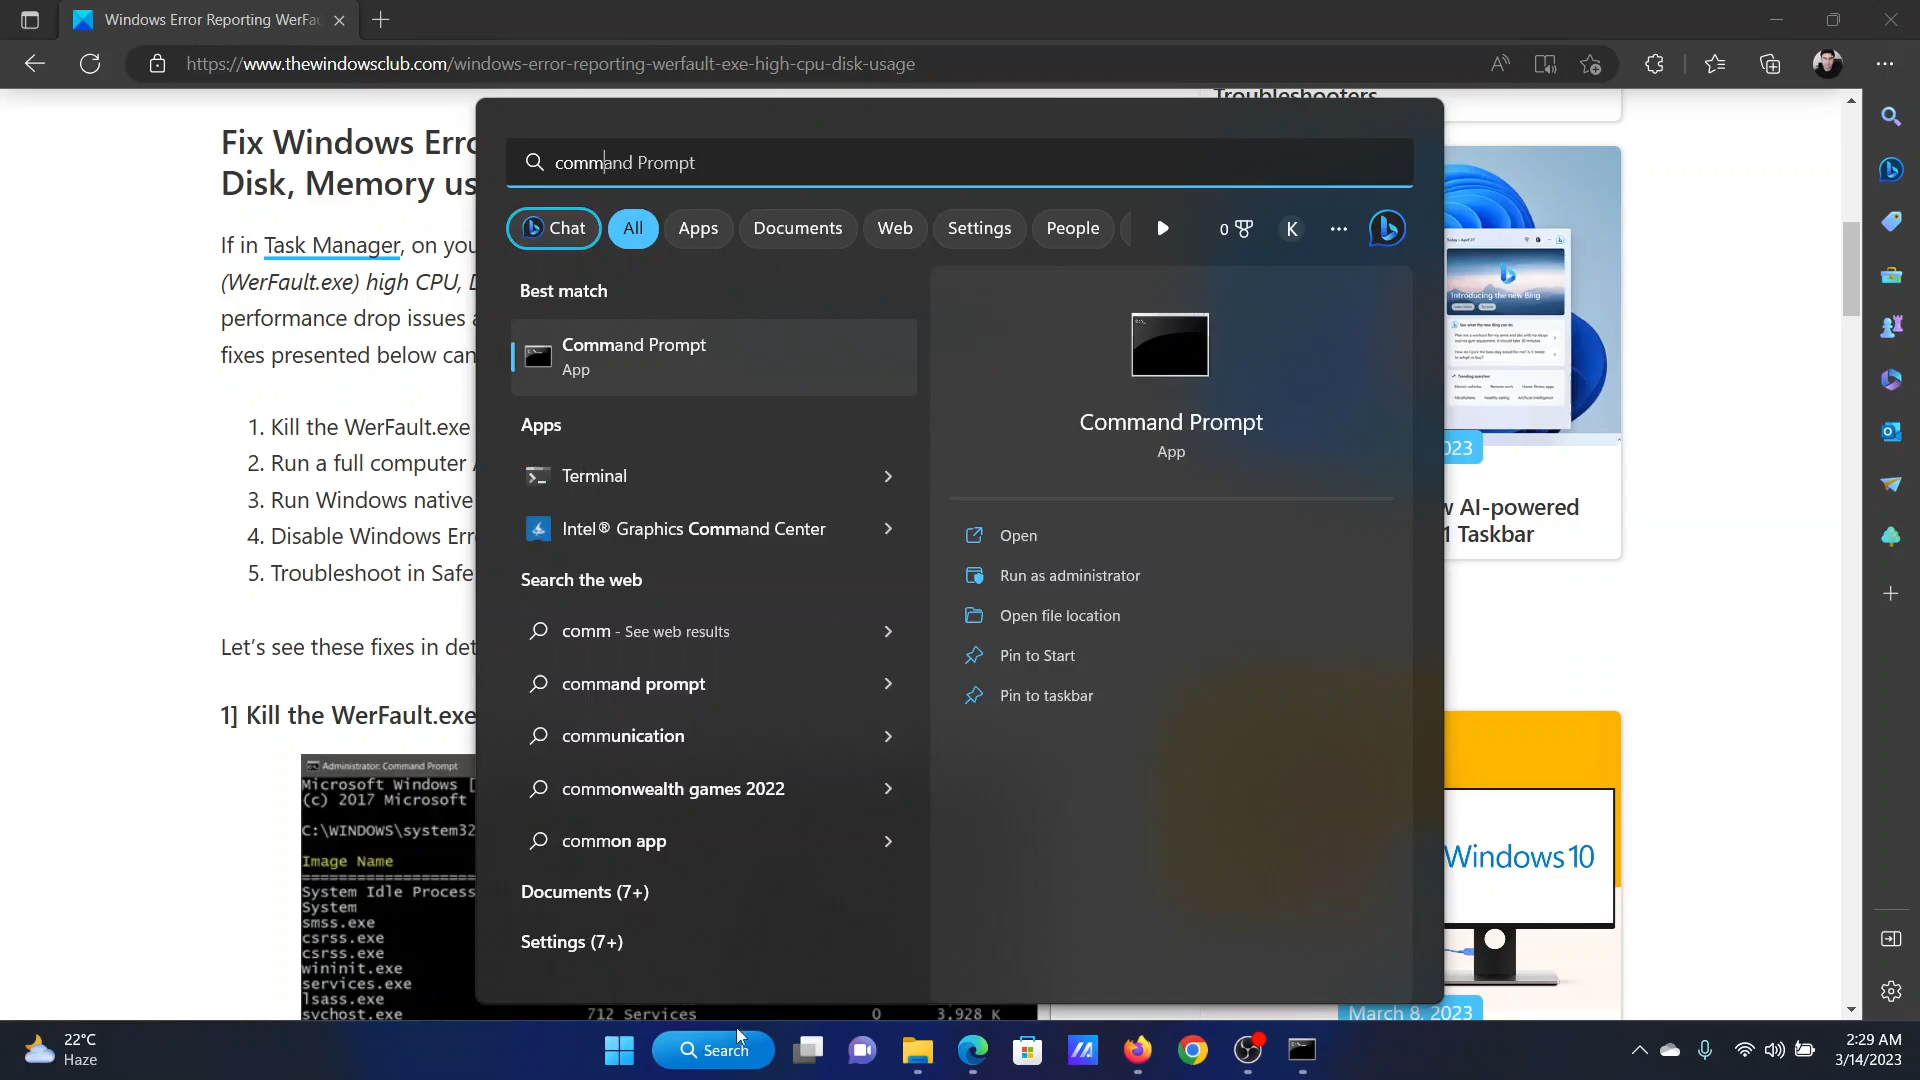 Windows Error Reporting WerFau
https://www.thewindowsclub.com/windows-error-reporting-werfault-exe-high-cpu-disk-usage
Troubleshooters
Fix Windows Erro
Disk, Memory us
If in Task Manager, on you
(WerFault.exe) high CPU, D
performance drop issues a
fixes presented below can
1. Kill the WerFault.exe
2. Run a full computer A
3. Run Windows native
4. Disable Windows Err
5. Troubleshoot in Safe
Let's see these fixes in det
1] Kill the WerFault.exe
Administrator: Command Prompt
Microsoft Windows [
(c) 2017 Microsoft
C:\WINDOWS\system32
Image Name
System Idle Process
System
smss.exe
csrss.exe
csrss.exe
wininit.exe
services.exe
lsass.exe
svchost.exe 712 Services 0 3,928 K
command Prompt
Chat
All
Apps
Documents
Web
Settings
People
0
K
Best match
Command Prompt
App
Apps
Terminal
Intel® Graphics Command Center
Search the web
comm - See web results
command prompt
communication
commonwealth games 2022
common app
Documents (7+)
Settings (7+)
Command Prompt
App
Open
Run as administrator
Open file location
Pin to Start
Pin to taskbar
Introducing the new Bing
023
w AI-powered
1 Taskbar
Windows 10
March 8, 2023
22°C
Haze
Search
2:29 AM
3/14/2023